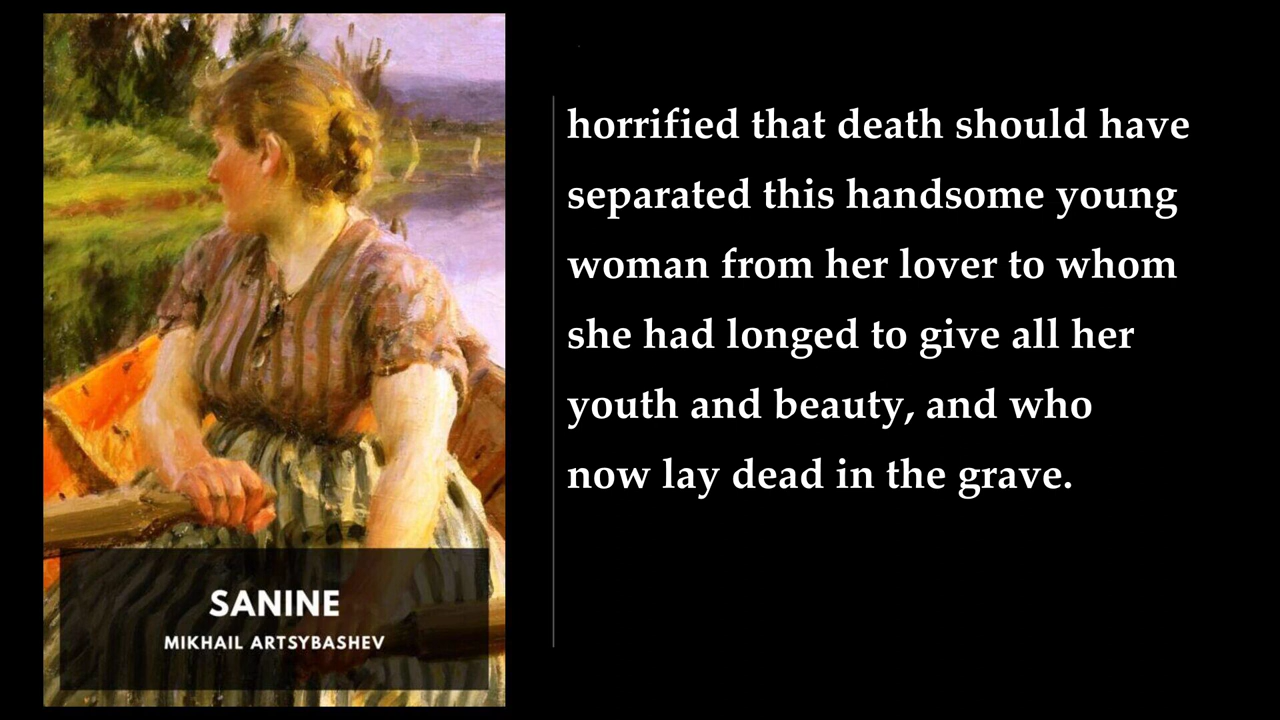 horrified that death should have
separated this handsome young
woman from her lover to whom
she had longed to give all her
youth and beauty, and who
now lay dead in the grave.
SANINE
MIKHAIL ARTSYBASHEV